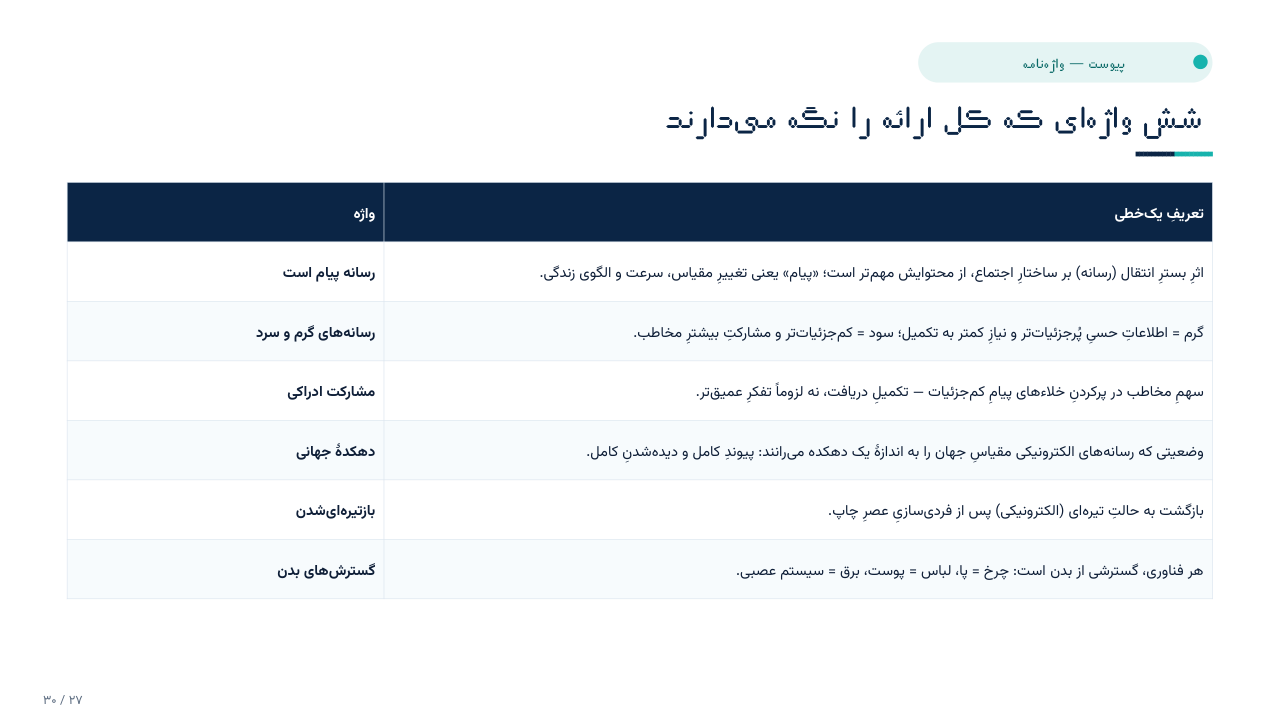 پیوست — واژه‌نامه
شش واژه‌ای که کل ارائه را نگه می‌دارند
تعریفِ یک‌خطی
واژه
اثرِ بسترِ انتقال (رسانه) بر ساختارِ اجتماع، از محتوایش مهم‌تر است؛ «پیام» یعنی تغییرِ مقیاس، سرعت و الگوی زندگی.
رسانه پیام است
گرم = اطلاعاتِ حسیِ پُرجزئیات‌تر و نیازِ کمتر به تکمیل؛ سود = کم‌جزئیات‌تر و مشارکتِ بیشترِ مخاطب.
رسانه‌های گرم و سرد
سهمِ مخاطب در پرکردنِ خلاءهای پیامِ کم‌جزئیات — تکمیلِ دریافت، نه لزوماً تفکرِ عمیق‌تر.
مشارکت ادراکی
وضعیتی که رسانه‌های الکترونیکی مقیاسِ جهان را به اندازهٔ یک دهکده می‌رانند: پیوندِ کامل و دیده‌شدنِ کامل.
دهکدهٔ جهانی
بازگشت به حالتِ تیره‌ای (الکترونیکی) پس از فردی‌سازیِ عصرِ چاپ.
بازتیره‌ای‌شدن
هر فناوری، گسترشی از بدن است: چرخ = پا، لباس = پوست، برق = سیستم عصبی.
گسترش‌های بدن
۲۷ / ۳۰